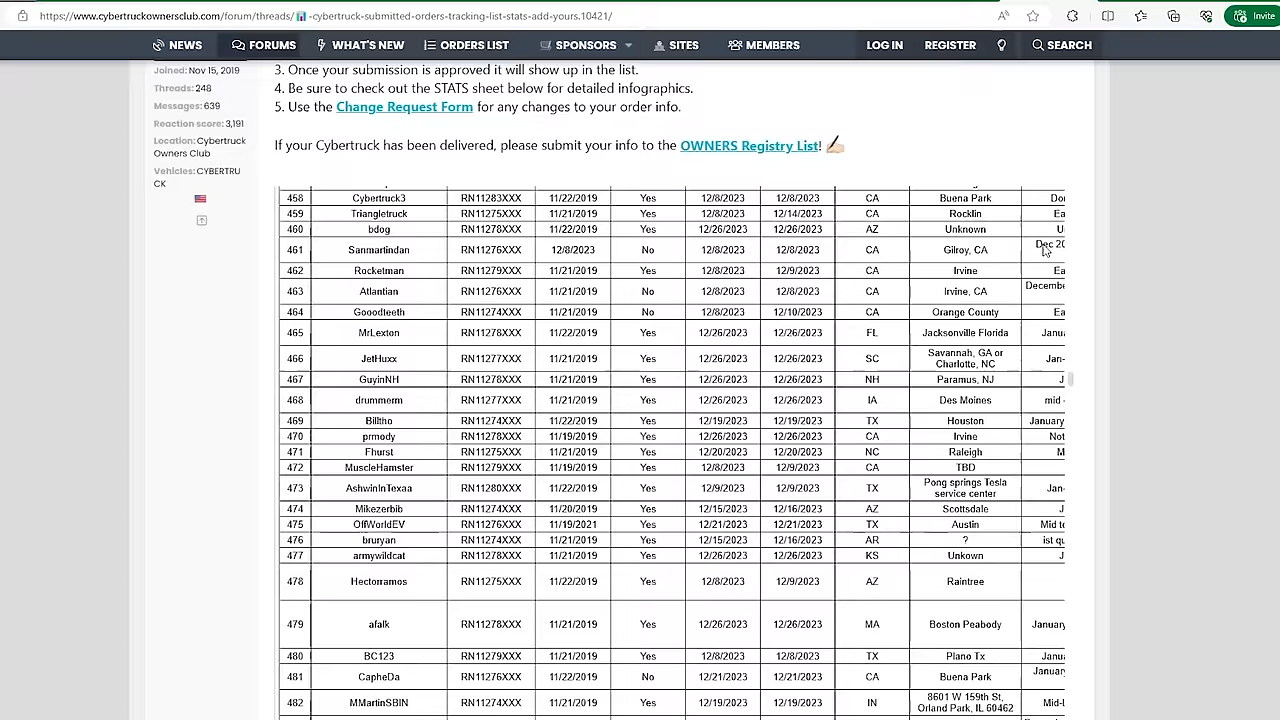 https://www.cybertruckownersclub.com/forum/threads/📊-cybertruck-submitted-orders-tracking-list-stats-add-yours.10421/
Invite
NEWS FORUMS WHAT'S NEW ORDERS LIST SPONSORS SITES MEMBERS LOG IN REGISTER SEARCH
Joined: Nov 15, 2019
Threads: 248
Messages: 639
Reaction score: 3,191
Location: Cybertruck
Owners Club
Vehicles: CYBERTRU
CK
3. Once your submission is approved it will show up in the list.
4. Be sure to check out the STATS sheet below for detailed infographics.
5. Use the Change Request Form for any changes to your order info.
If your Cybertruck has been delivered, please submit your info to the OWNERS Registry List! ✍🏻
458 Cybertruck3 RN11283XXX 11/22/2019 Yes 12/8/2023 12/8/2023 CA Buena Park Do
459 Triangletruck RN11275XXX 11/21/2019 Yes 12/8/2023 12/14/2023 CA Rocklin Ea
460 bdog RN11278XXX 11/22/2019 Yes 12/26/2023 12/26/2023 AZ Unknown U
461 Sanmartindan RN11276XXX 12/8/2023 No 12/8/2023 12/8/2023 CA Gilroy, CA Dec 20
462 Rocketman RN11279XXX 11/21/2019 Yes 12/8/2023 12/9/2023 CA Irvine Ea
463 Atlantian RN11276XXX 11/21/2019 No 12/8/2023 12/8/2023 CA Irvine, CA Decembe
464 Gooodteeth RN11274XXX 11/21/2019 No 12/8/2023 12/10/2023 CA Orange County Ea
465 MrLexton RN11278XXX 11/22/2019 Yes 12/26/2023 12/26/2023 FL Jacksonville Florida Janu
466 JetHuxx RN11277XXX 11/21/2019 Yes 12/26/2023 12/26/2023 SC Savannah, GA or Jan-
Charlotte, NC
467 GuyinNH RN11278XXX 11/21/2019 Yes 12/26/2023 12/26/2023 NH Paramus, NJ J
468 drummerm RN11277XXX 11/21/2019 Yes 12/26/2023 12/26/2023 IA Des Moines mid -
469 Billtho RN11274XXX 11/22/2019 Yes 12/19/2023 12/19/2023 TX Houston January
470 prmody RN11278XXX 11/19/2019 Yes 12/26/2023 12/26/2023 CA Irvine Not
471 Fhurst RN11275XXX 11/21/2019 Yes 12/20/2023 12/20/2023 NC Raleigh M
472 MuscleHamster RN11279XXX 11/19/2019 Yes 12/8/2023 12/9/2023 CA TBD
473 AshwinInTexaa RN11280XXX 11/22/2019 Yes 12/9/2023 12/9/2023 TX Pong springs Tesla Jan-
service center
474 Mikezerbib RN11274XXX 11/20/2019 Yes 12/15/2023 12/16/2023 AZ Scottsdale J
475 OffWorldEV RN11276XXX 11/19/2021 Yes 12/21/2023 12/21/2023 TX Austin Mid to
476 bruryan RN11274XXX 11/21/2019 Yes 12/15/2023 12/16/2023 AR ? ist qu
477 armywildcat RN11278XXX 11/21/2019 Yes 12/26/2023 12/26/2023 KS Unkown J
478 Hectorramos RN11275XXX 11/22/2019 Yes 12/8/2023 12/9/2023 AZ Raintree
479 afalk RN11278XXX 11/21/2019 Yes 12/26/2023 12/26/2023 MA Boston Peabody January
480 BC123 RN11279XXX 11/21/2019 Yes 12/8/2023 12/8/2023 TX Plano Tx Janu
481 CapheDa RN11276XXX 11/22/2019 No 12/21/2023 12/21/2023 CA Buena Park January
482 MMartinSBIN RN11274XXX 11/21/2019 Yes 12/19/2023 12/19/2023 IN 8601 W 159th St, Mid-l
Orland Park, IL 60462